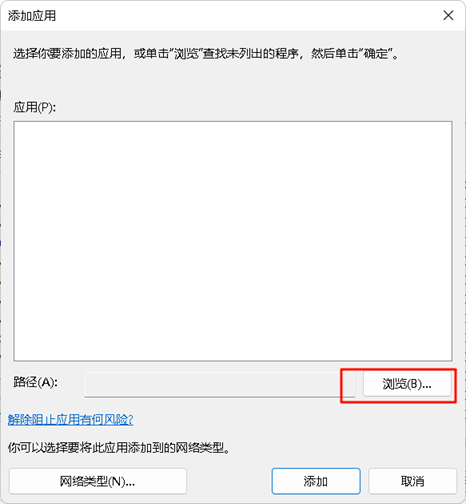 添加应用
选择你要添加的应用，或单击“浏览”查找未列出的程序，然后单击“确定”。
应用(P):
路径(A):
浏览(B)...
解除阻止应用有何风险?
你可以选择要将此应用添加到的网络类型。
网络类型(N)...
添加
取消